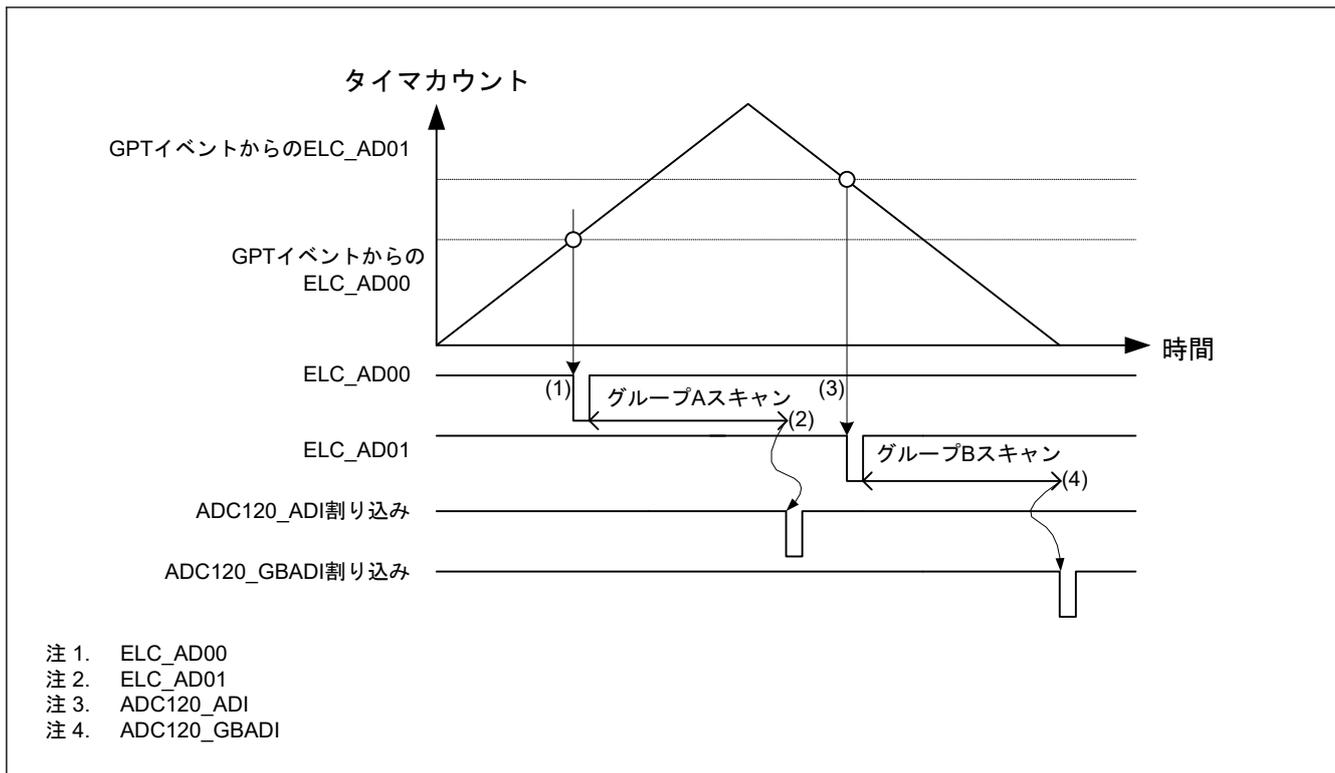 タイマカウント
GPTイベントからのELC_AD01
GPTイベントからの
ELC_AD00
時間
ELC_AD00
(1)
グループAスキャン
(2)
(3)
ELC_AD01
グループBスキャン
(4)
ADC120_ADI割り込み
ADC120_GBADI割り込み
注 1. ELC_AD00
注 2. ELC_AD01
注 3. ADC120_ADI
注 4. ADC120_GBADI